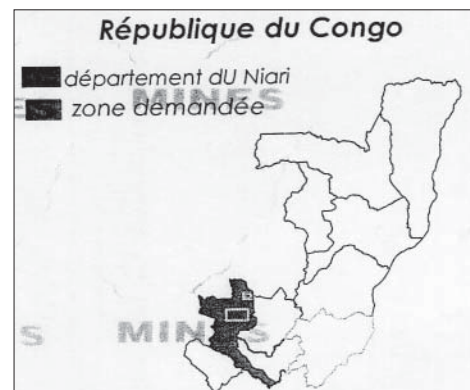 République du Congo
département dU Niari
MINES
zone demandée
MINES